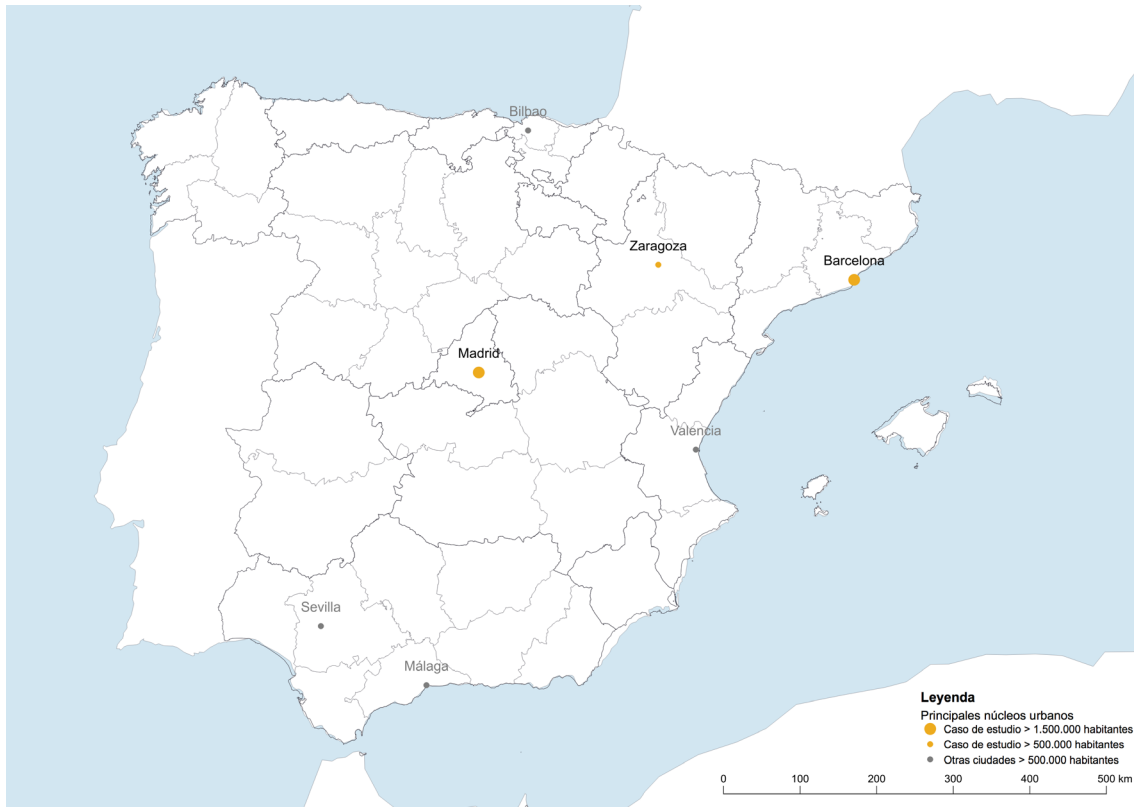 Bilbao
Zaragoza
Barcelona
Madrid
Valencia
Sevilla
Málaga
Leyenda
Principales núcleos urbanos
Caso de estudio > 1.500.000 habitantes
Caso de estudio > 500.000 habitantes
Otras ciudades > 500.000 habitantes
0 100 200 300 400 500 km